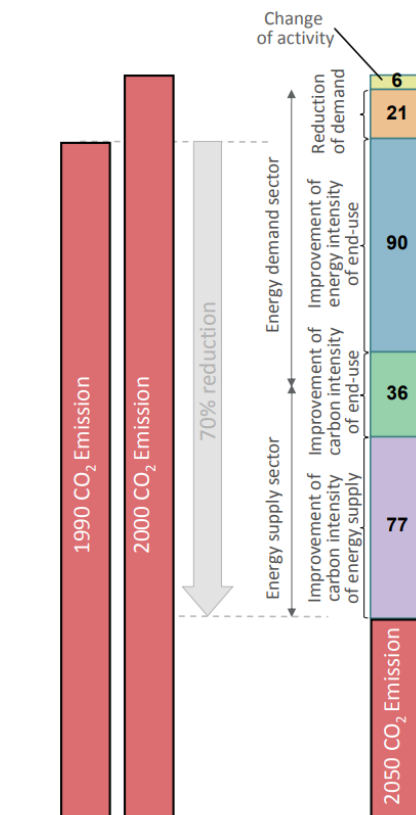 Change
of activity
6
21
90
36
77
Reduction
of demand
Improvement of
energy intensity
of end-use
Improvement of
carbon intensity
of end-use
Improvement of
carbon intensity
of energy supply
Energy demand sector
Energy supply sector
70% reduction
1990 CO₂ Emission
2000 CO₂ Emission
2050 CO₂ Emission